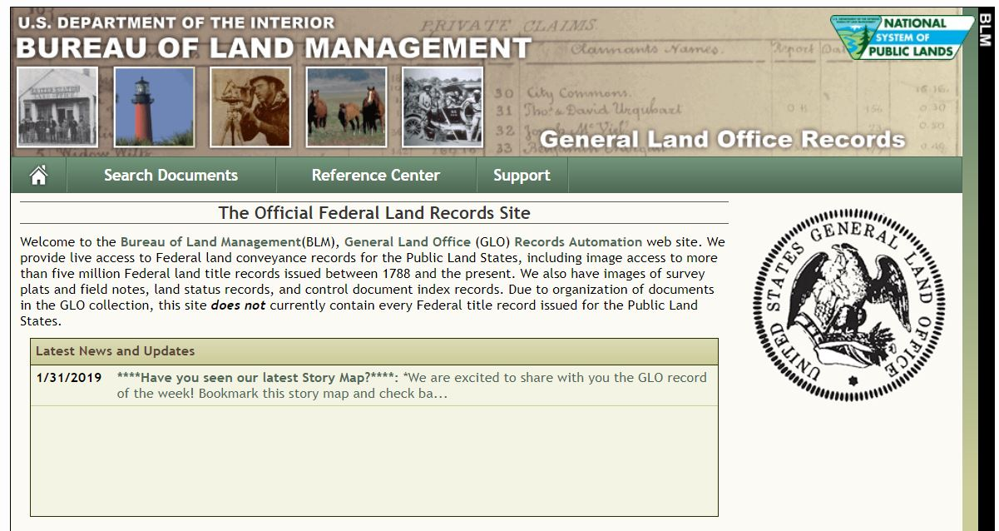 U.S. DEPARTMENT OF THE INTERIOR
BUREAU OF LAND MANAGEMENT
PRIVATE CLAIMS.
Claimants Names.
Report
NATIONAL
SYSTEM OF
PUBLIC LANDS
BLM
30 City Commons.
31 Thos. & David Urquhart
32
33
General Land Office Records
Search Documents
Reference Center
Support
The Official Federal Land Records Site
Welcome to the Bureau of Land Management(BLM), General Land Office (GLO) Records Automation web site. We
provide live access to Federal land conveyance records for the Public Land States, including image access to more
than five million Federal land title records issued between 1788 and the present. We also have images of survey
plats and field notes, land status records, and control document index records. Due to organization of documents
in the GLO collection, this site does not currently contain every Federal title record issued for the Public Land
States.
UNITED STATES GENERAL LAND OFFICE
Latest News and Updates
1/31/2019 ****Have you seen our latest Story Map?****: *We are excited to share with you the GLO record
of the week! Bookmark this story map and check ba...